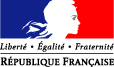 Liberté • Égalité • Fraternité
RÉPUBLIQUE FRANÇAISE